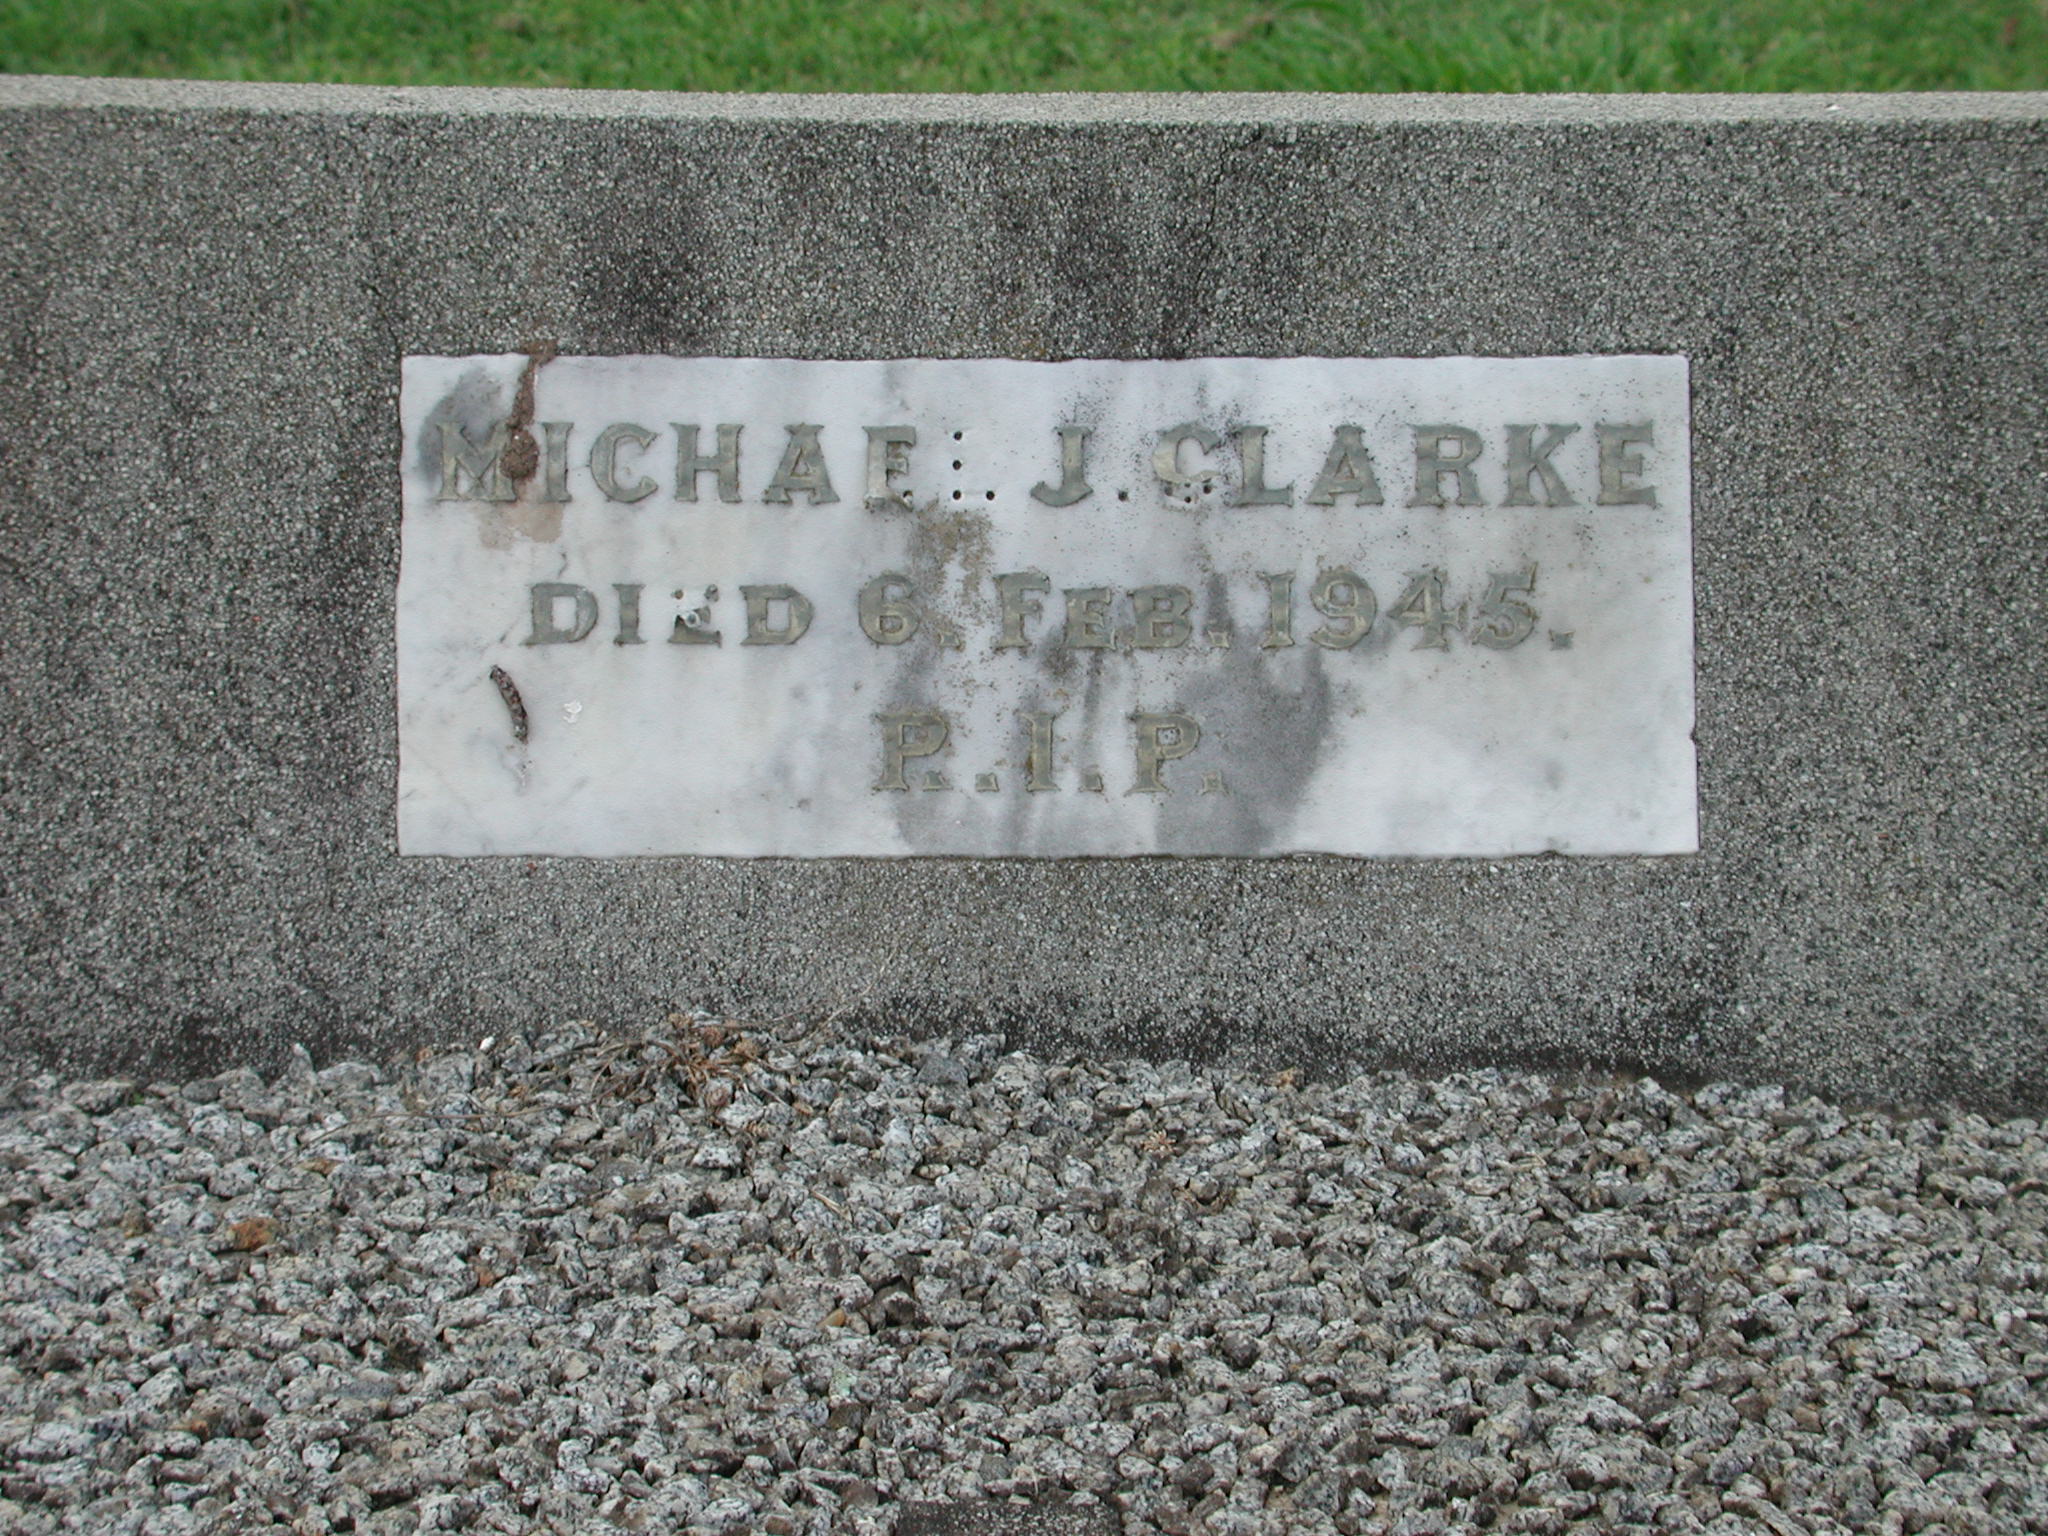 MICHAEL J. CLARKE
DIED 6. FEB. 1945.
R.I.P.